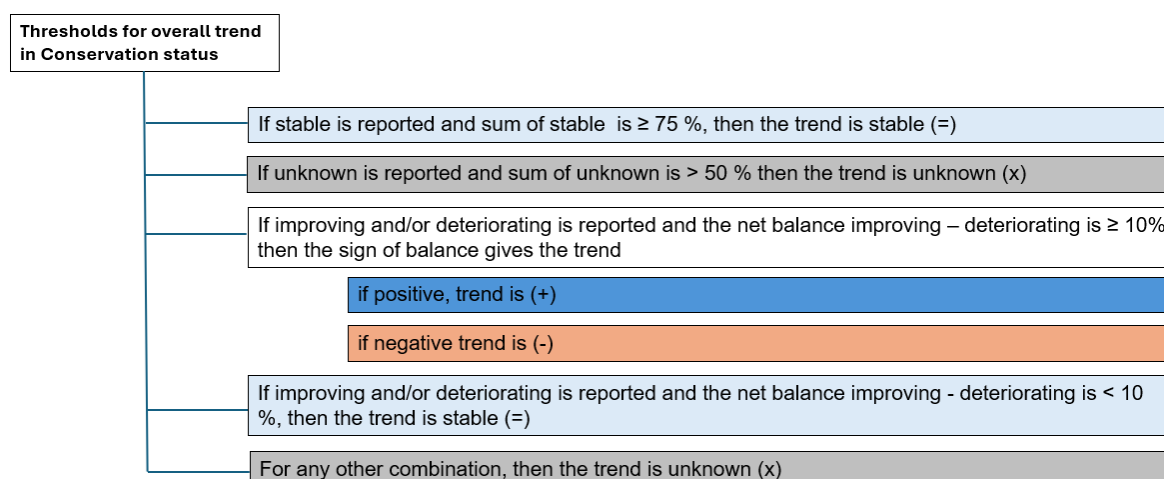 Thresholds for overall trend
in Conservation status
If stable is reported and sum of stable  is ≥ 75 %, then the trend is stable (=)
If unknown is reported and sum of unknown is > 50 % then the trend is unknown (x)
If improving and/or deteriorating is reported and the net balance improving – deteriorating is ≥ 10%
then the sign of balance gives the trend
if positive, trend is (+)
if negative trend is (-)
If improving and/or deteriorating is reported and the net balance improving - deteriorating is < 10
%, then the trend is stable (=)
For any other combination, then the trend is unknown (x)